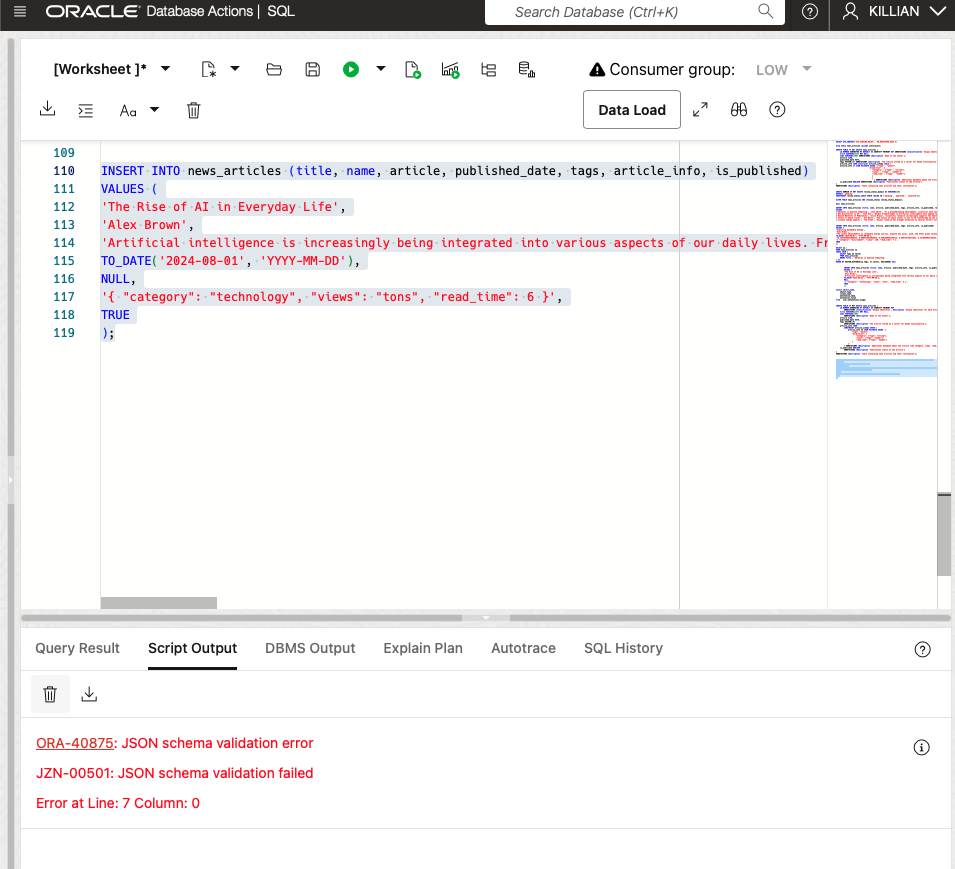 ORACLE Database Actions | SQL
Search Database (Ctrl+K)
KILLIAN
[Worksheet ]*
Consumer group: LOW
Aa
Data Load
109
110 INSERT INTO news_articles (title, name, article, published_date, tags, article_info, is_published)
111 VALUES (
112 'The Rise of AI in Everyday Life',
113 'Alex Brown',
114 'Artificial intelligence is increasingly being integrated into various aspects of our daily lives. Fr
115 TO_DATE('2024-08-01', 'YYYY-MM-DD'),
116 NULL,
117 '{ "category": "technology", "views": "tons", "read_time": 6 }',
118 TRUE
119 );
Query Result Script Output DBMS Output Explain Plan Autotrace SQL History
ORA-40875: JSON schema validation error
JZN-00501: JSON schema validation failed
Error at Line: 7 Column: 0